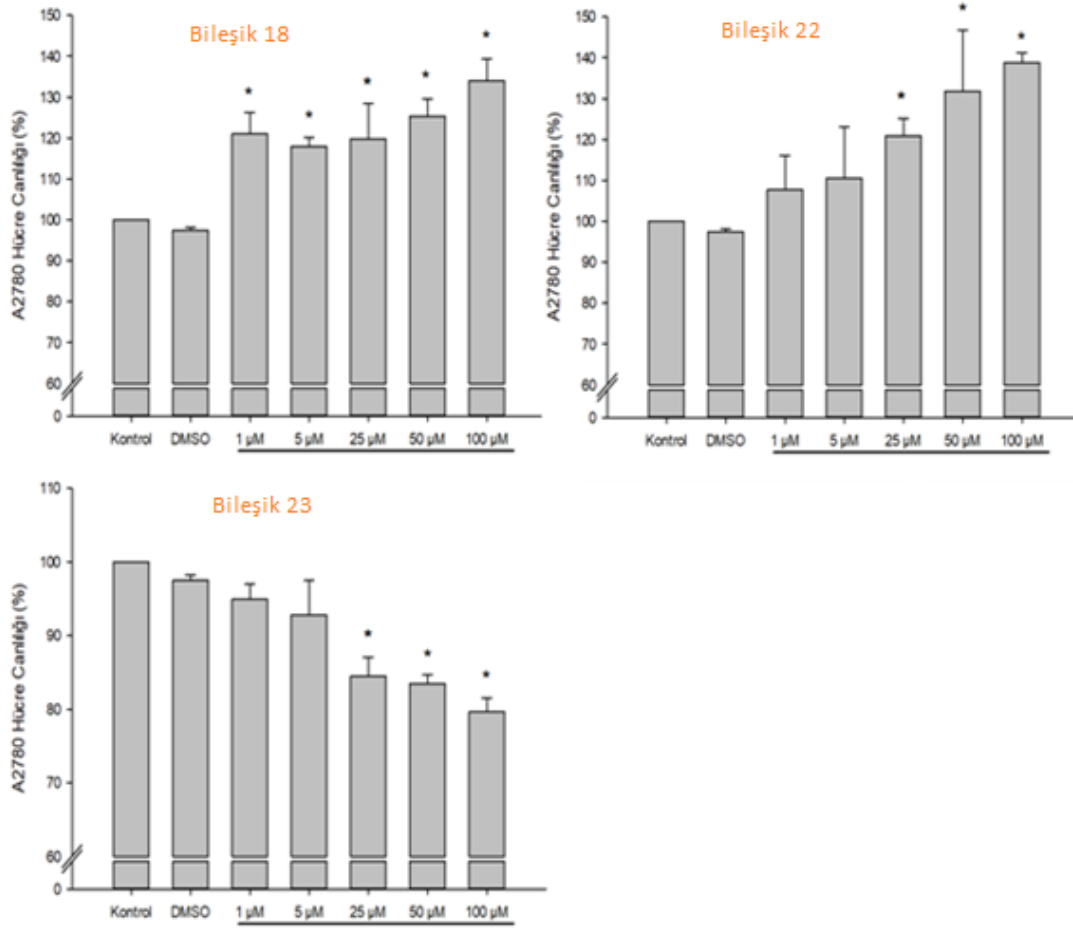 Bileşik 18
A2780 Hücre Canlılığı (%)
150
140
130
120
110
100
90
80
70
60
0
* * * * *
Kontrol DMSO 1 µM 5 µM 25 µM 50 µM 100 µM
Bileşik 22
A2780 Hücre Canlılığı (%)
150
140
130
120
110
100
90
80
70
60
0
* * *
Kontrol DMSO 1 µM 5 µM 25 µM 50 µM 100 µM
Bileşik 23
A2780 Hücre Canlılığı (%)
110
100
90
80
70
60
0
* * *
Kontrol DMSO 1 µM 5 µM 25 µM 50 µM 100 µM